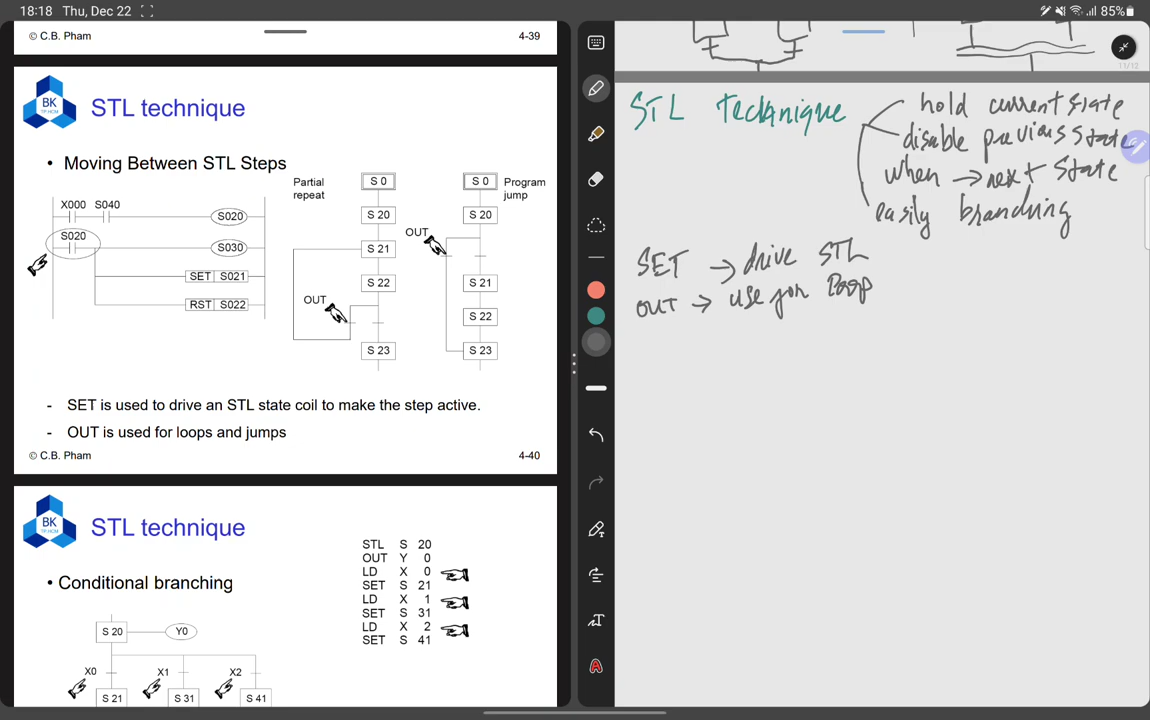 18:18 Thu, Dec 22
85%
© C.B. Pham
4-39
BK
TP.HCM
STL technique
• Moving Between STL Steps
Partial
repeat
S 0
S 0
Program
jump
X000 S040
S020
S 20
S 20
S020
S030
OUT
S 21
SET S021
S 22
S 21
RST S022
OUT
S 22
S 23
S 23
- SET is used to drive an STL state coil to make the step active.
- OUT is used for loops and jumps
© C.B. Pham
4-40
BK
TP.HCM
STL technique
• Conditional branching
STL S 20
OUT Y 0
LD X 0
SET S 21
LD X 1
SET S 31
LD X 2
SET S 41
S 20
Y0
X0
X1
X2
S 21
S 31
S 41
11/12
STL technique
hold current state
disable previous state
when → next state
easily branching
SET → drive STL
OUT → use for loop